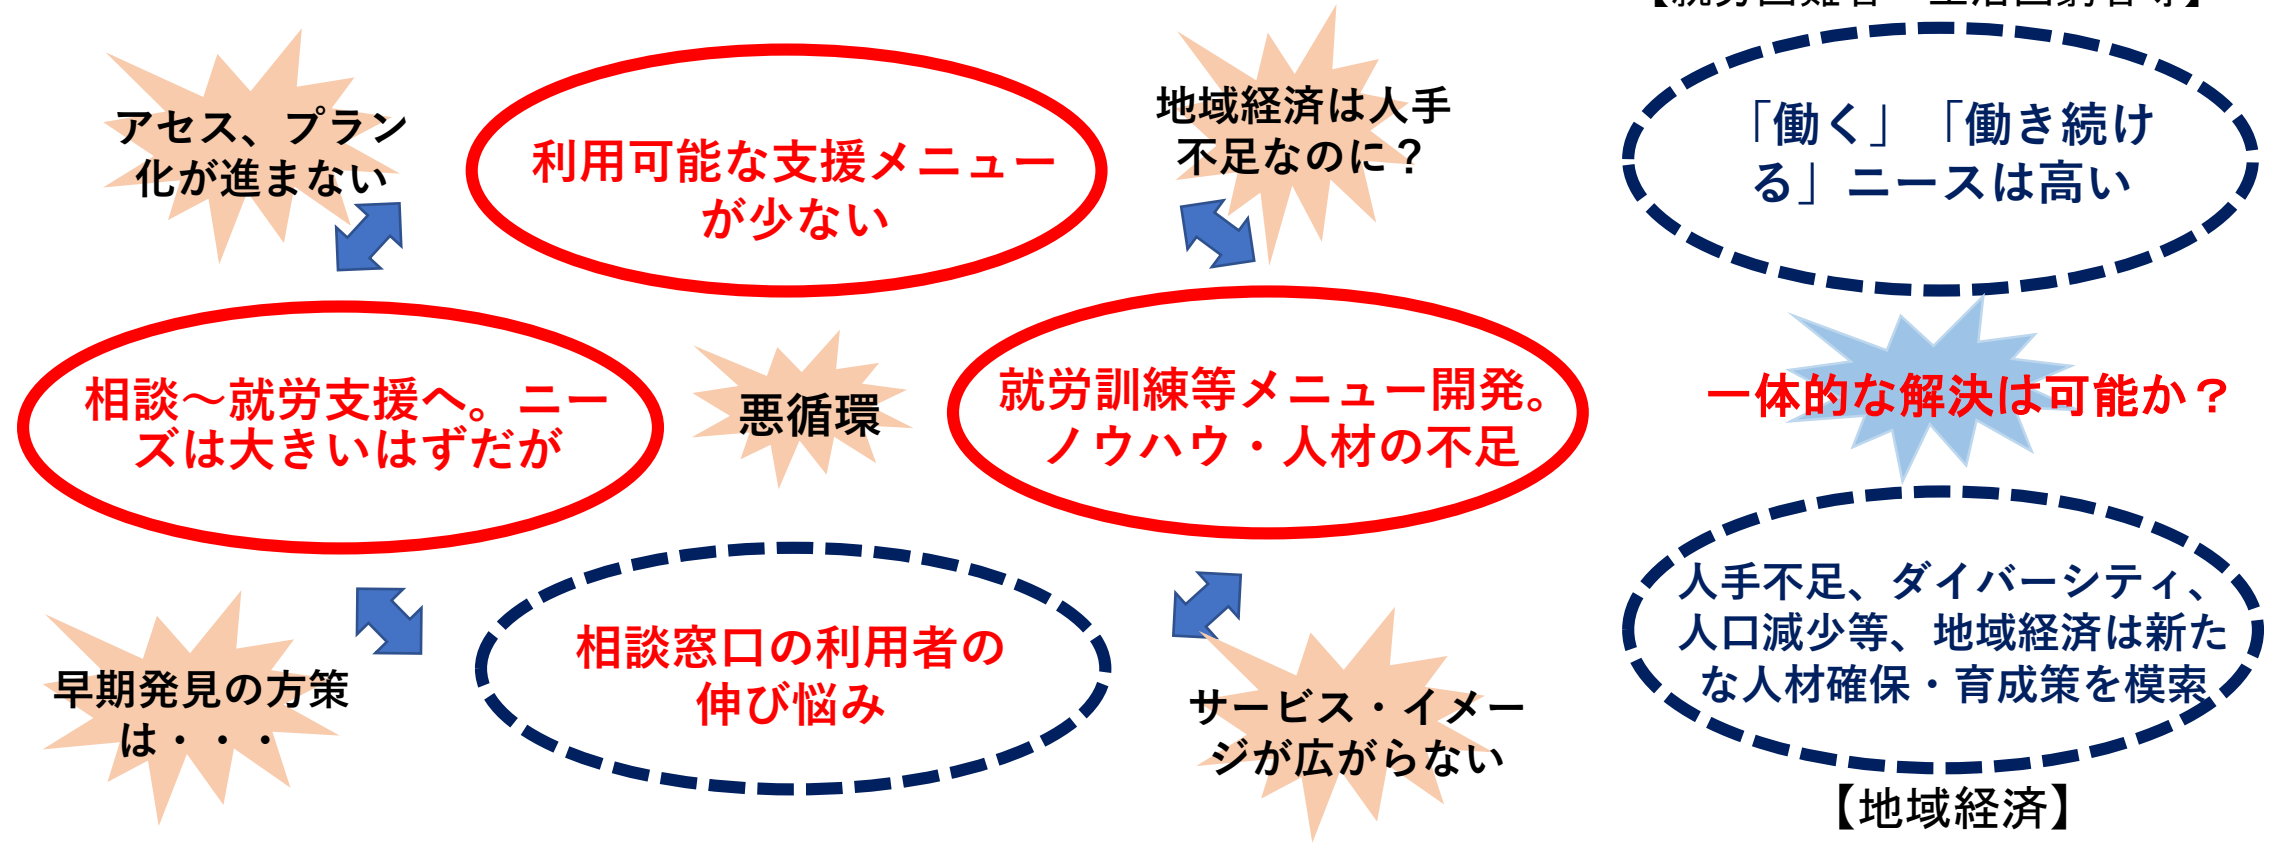 アセス、プラン
化が進まない
利用可能な支援メニュー
が少ない
地域経済は人手
不足なのに？
相談～就労支援へ。ニー
ズは大きいはずだが
悪循環
就労訓練等メニュー開発。
ノウハウ・人材の不足
早期発見の方策
は・・・
相談窓口の利用者の
伸び悩み
サービス・イメー
ジが広がらない
「働く」「働き続け
る」ニースは高い
一体的な解決は可能か？
人手不足、ダイバーシティ、
人口減少等、地域経済は新た
な人材確保・育成策を模索
【地域経済】